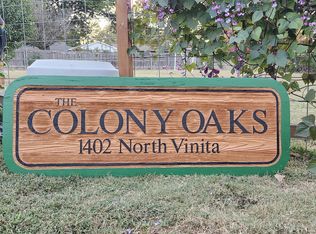 THE
COLONY OAKS
1402 North Vinita